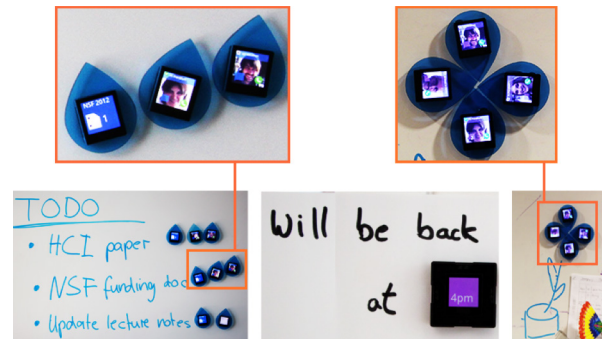 NSF 2012
1
TODO
• HCI paper
• NSF funding doc
• Update lecture notes
Will be back
at 4pm